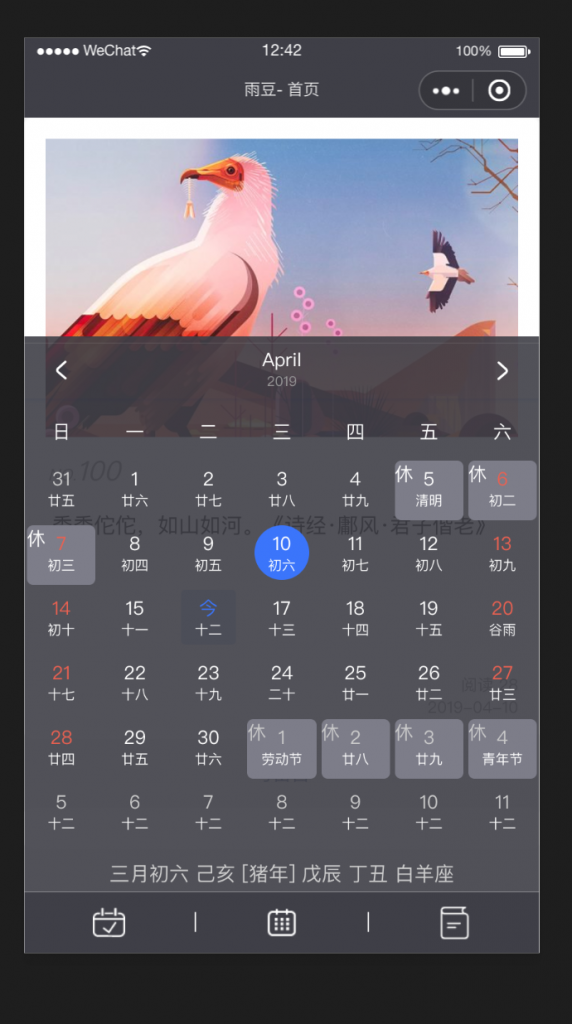 WeChat 12:42 100%
雨豆- 首页
April
2019
日 一 二 三 四 五 六
No.100
31 1 2 3 4 休 5 休 6
廿五 廿六 廿七 廿八 廿九 清明 初二
委委佗佗，如山如河。《诗经·鄘风·君子偕老》
休 7 8 9 10 11 12 13
初三 初四 初五 初六 初七 初八 初九
14 15 今 17 18 19 20
初十 十一 十二 十三 十四 十五 谷雨
21 22 23 24 25 26 27
十七 十八 十九 二十 廿一 廿二 廿三
2019-04-10
28 29 30 休 1 休 2 休 3 休 4
廿四 廿五 廿六 劳动节 廿八 廿九 青年节
5 6 7 8 9 10 11
十二 十二 十二 十二 十二 十二 十二
三月初六 己亥 [猪年] 戊辰 丁丑 白羊座